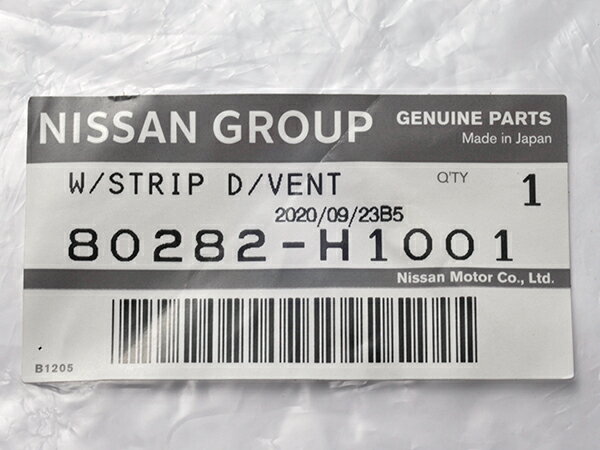 NISSAN GROUP
GENUINE PARTS
Made in Japan
W/STRIP D/VENT
Q'TY 1
2020/09/23B5
80282-H1001
Nissan Motor Co., Ltd.
B1205